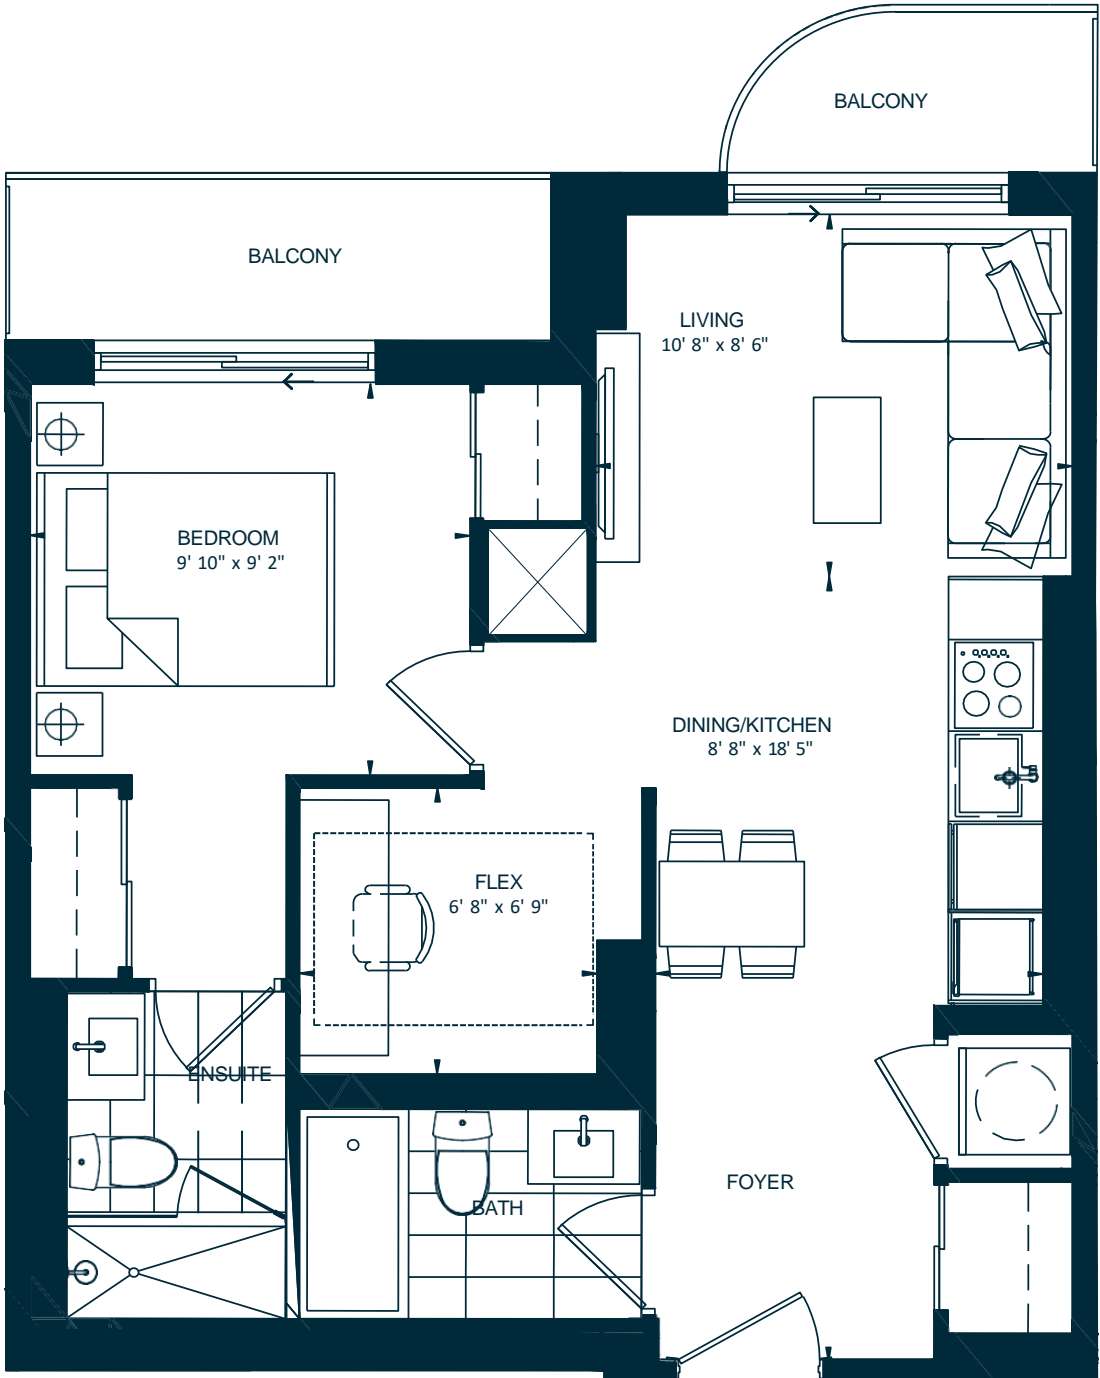 BALCONY
BALCONY
LIVING
10' 8" x 8' 6"
BEDROOM
9' 10" x 9' 2"
DINING/KITCHEN
8' 8" x 18' 5"
FLEX
6' 8" x 6' 9"
ENSUITE
FOYER
BATH